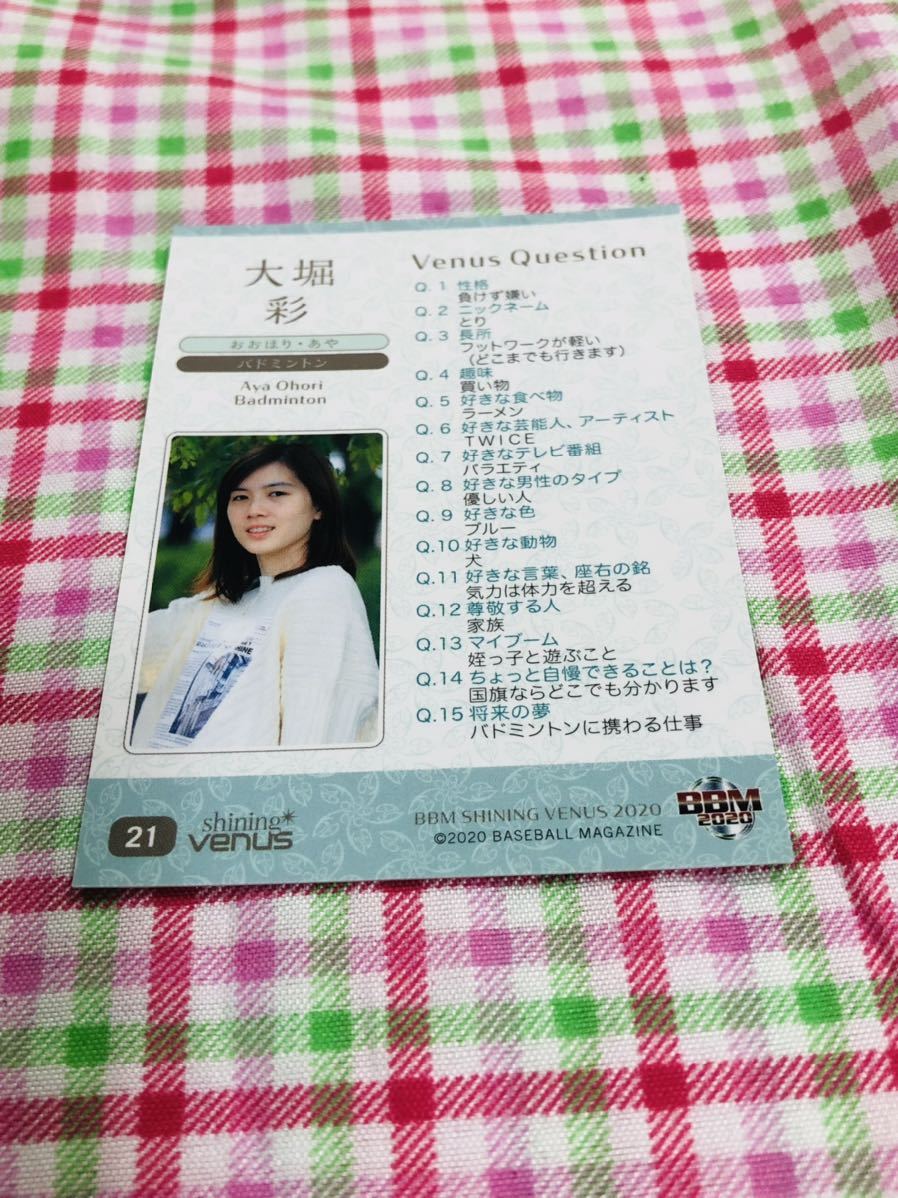 大堀
彩
おおほり・あや
バドミントン
Aya Ohori
Badminton
Venus Question
Q. 1 性格
負けず嫌い
Q. 2 ニックネーム
とり
Q. 3 長所
フットワークが軽い
（どこまでも行きます）
Q. 4 趣味
買い物
Q. 5 好きな食べ物
ラーメン
Q. 6 好きな芸能人、アーティスト
TWICE
Q. 7 好きなテレビ番組
バラエティ
Q. 8 好きな男性のタイプ
優しい人
Q. 9 好きな色
ブルー
Q.10 好きな動物
犬
Q.11 好きな言葉、座右の銘
気力は体力を超える
Q.12 尊敬する人
家族
Q.13 マイブーム
姪っ子と遊ぶこと
Q.14 ちょっと自慢できることは？
国旗ならどこでも分かります
Q.15 将来の夢
バドミントンに携わる仕事
21
shining
venus
BBM SHINING VENUS 2020
©2020 BASEBALL MAGAZINE
BBM
2020